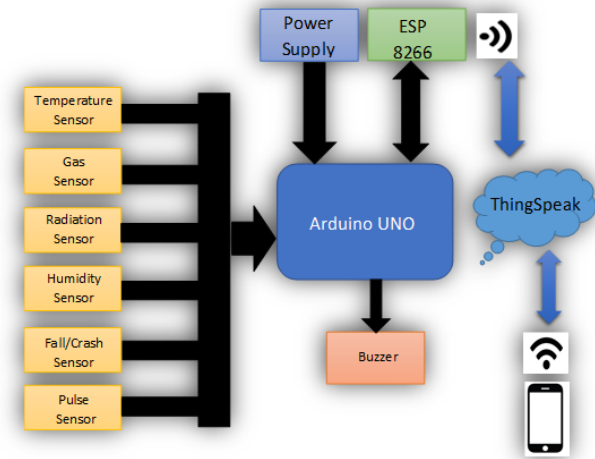 Power
Supply
ESP
8266
Temperature
Sensor
Gas
Sensor
Radiation
Sensor
Humidity
Sensor
Fall/Crash
Sensor
Pulse
Sensor
Arduino UNO
ThingSpeak
Buzzer